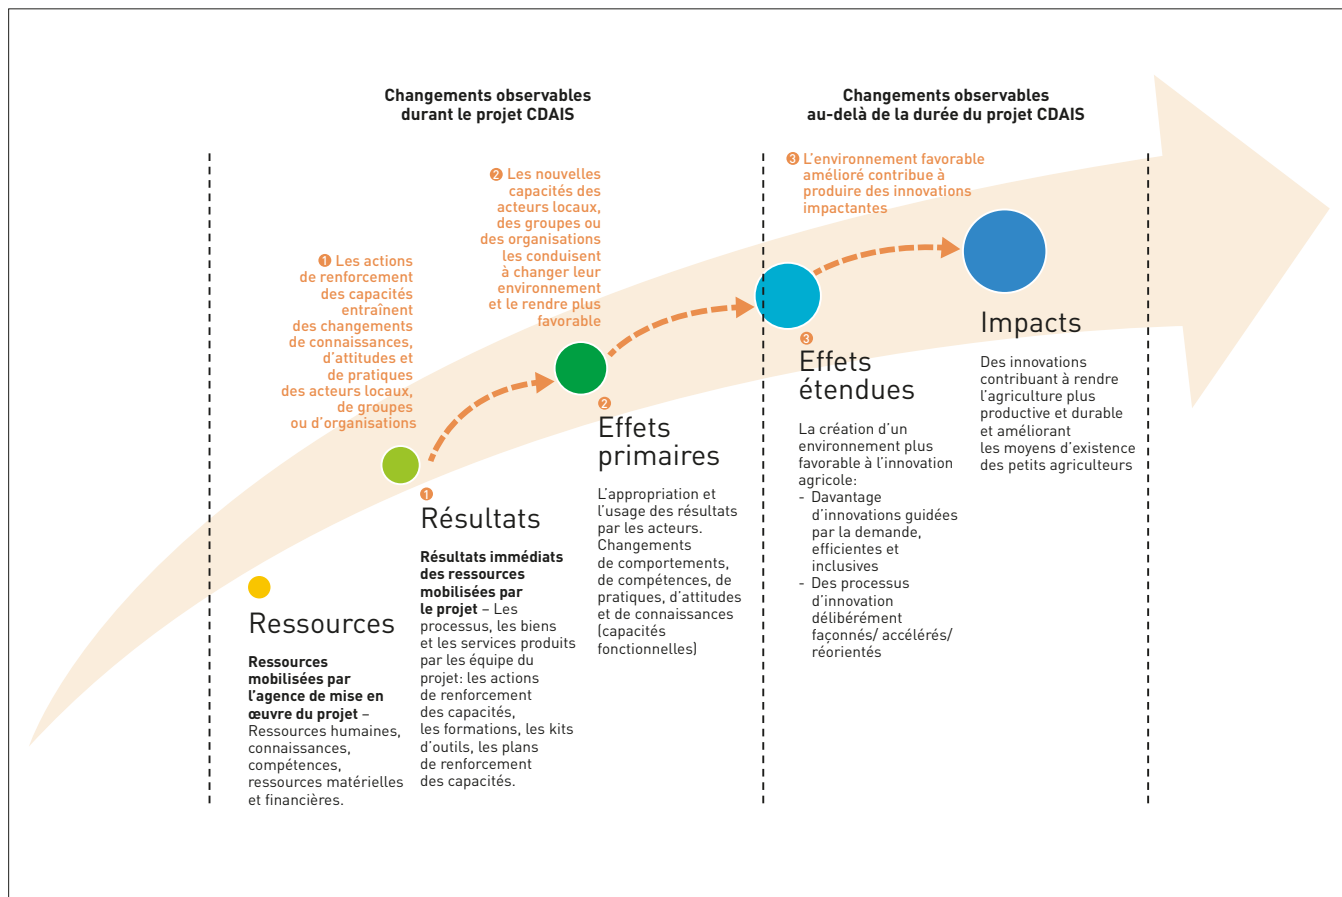 Changements observables
durant le projet CDAIS
Changements observables
au-delà de la durée du projet CDAIS
1 Les actions
de renforcement
des capacités
entraînent
des changements
de connaissances,
d’attitudes et
de pratiques
des acteurs locaux,
de groupes
ou d’organisations
2 Les nouvelles
capacités des
acteurs locaux,
des groupes ou
des organisations
les conduisent
à changer leur
environnement
et le rendre plus
favorable
3 L’environnement favorable
amélioré contribue à
produire des innovations
impactantes
Ressources
Ressources
mobilisées par
l’agence de mise en
œuvre du projet –
Ressources humaines,
connaissances,
compétences,
ressources matérielles
et financières.
1
Résultats
Résultats immédiats
des ressources
mobilisées par
le projet – Les
processus, les biens
et les services produits
par les équipe du
projet: les actions
de renforcement
des capacités,
les formations, les kits
d’outils, les plans
de renforcement
des capacités.
2
Effets
primaires
L’appropriation et
l’usage des résultats
par les acteurs.
Changements
de comportements,
de compétences, de
pratiques, d’attitudes
et de connaissances
(capacités
fonctionnelles)
3
Effets
étendues
La création d’un
environnement plus
favorable à l’innovation
agricole:
- Davantage
d’innovations guidées
par la demande,
efficientes et
inclusives
- Des processus
d’innovation
délibérément
façonnés/ accélérés/
réorientés
Impacts
Des innovations
contribuant à rendre
l’agriculture plus
productive et durable
et améliorant
les moyens d’existence
des petits agriculteurs